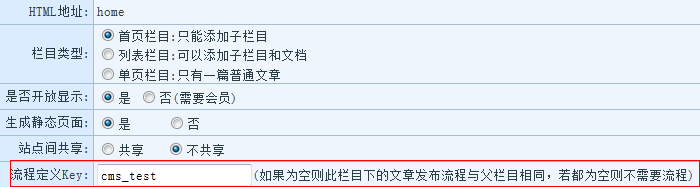 HTML地址: home
栏目类型: 首页栏目:只能添加子栏目
列表栏目:可以添加子栏目和文档
单页栏目:只有一篇普通文章
是否开放显示: 是 否(需要会员)
生成静态页面: 是 否
站点间共享: 共享 不共享
流程定义Key: cms_test (如果为空则此栏目下的文章发布流程与父栏目相同，若都为空则不需要流程)